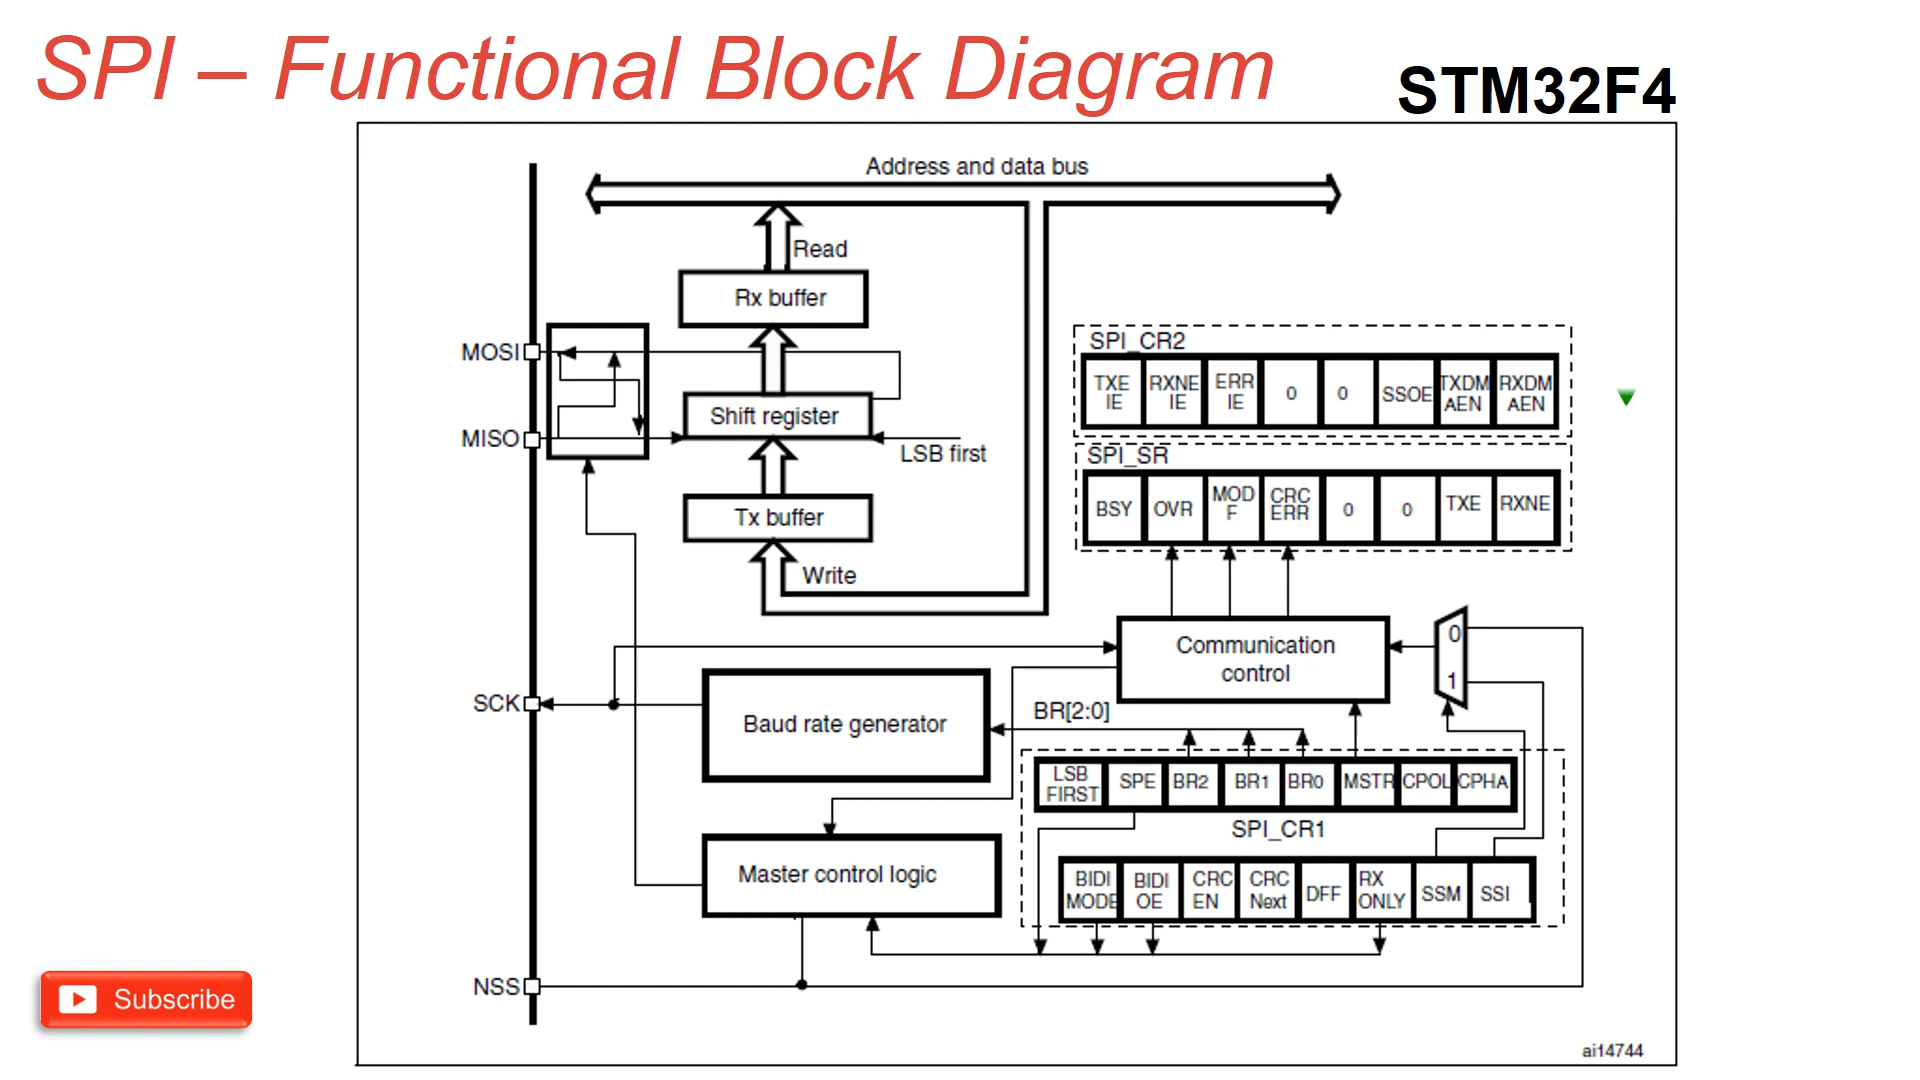 SPI – Functional Block Diagram
STM32F4
Address and data bus
Read
Rx buffer
MOSI
Shift register
MISO
LSB first
Tx buffer
Write
SPI_CR2
TXE
IE
RXNE
IE
ERR
IE
0
0
SSOE
TXDM
AEN
RXDM
AEN
SPI_SR
BSY
OVR
MOD
F
CRC
ERR
0
0
TXE
RXNE
Communication
control
0
1
SCK
Baud rate generator
BR[2:0]
LSB
FIRST
SPE
BR2
BR1
BR0
MSTR
CPOL
CPHA
SPI_CR1
Master control logic
BIDI
MODE
BIDI
OE
CRC
EN
CRC
Next
DFF
RX
ONLY
SSM
SSI
NSS
Subscribe
ai14744